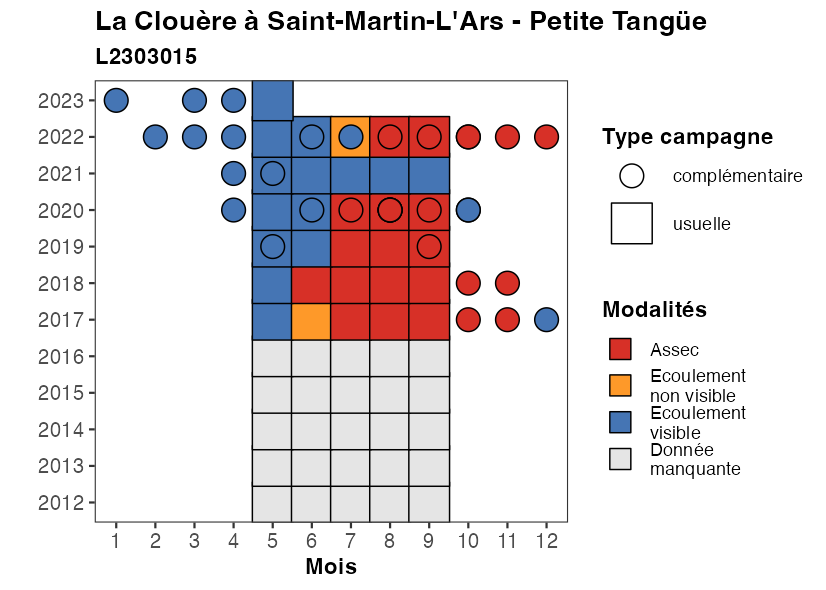 La Clouère à Saint-Martin-L'Ars - Petite Tangüe
L2303015
2023
2022
2021
2020
2019
2018
2017
2016
2015
2014
2013
2012
1 2 3 4 5 6 7 8 9 10 11 12
Mois
Type campagne
complémentaire
usuelle
Modalités
Assec
Ecoulement
non visible
Ecoulement
visible
Donnée
manquante